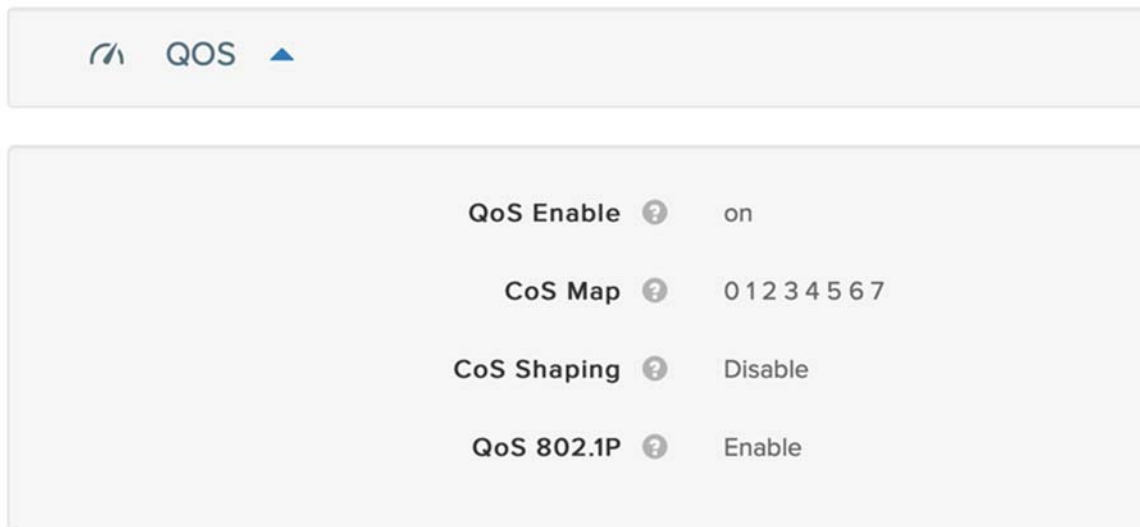 QOS
QoS Enable ? on
CoS Map ? 0 1 2 3 4 5 6 7
CoS Shaping ? Disable
QoS 802.1P ? Enable